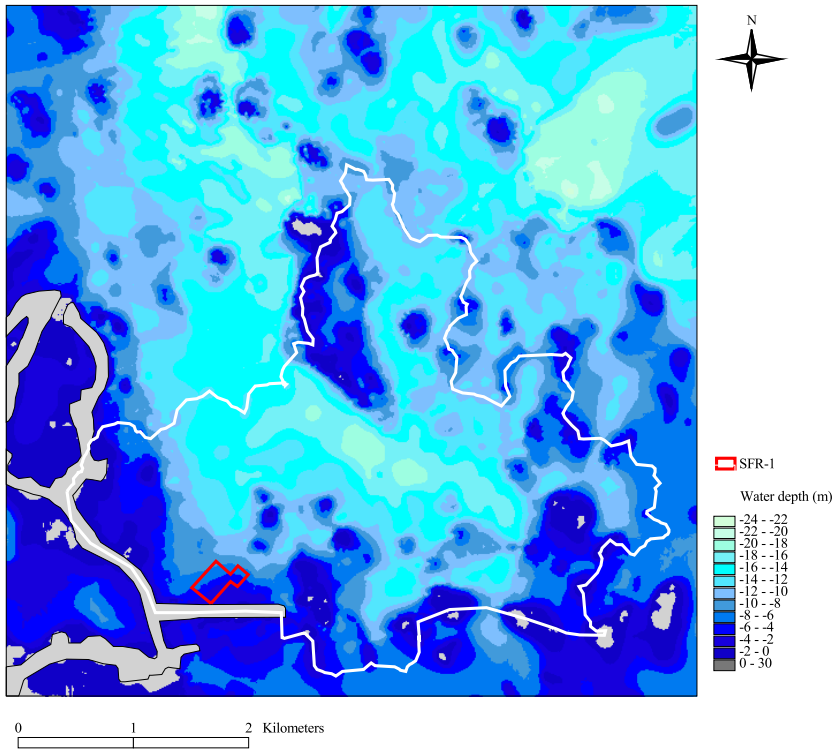 N
SFR-1
Water depth (m)
-24 - -22
-22 - -20
-20 - -18
-18 - -16
-16 - -14
-14 - -12
-12 - -10
-10 - -8
-8 - -6
-6 - -4
-4 - -2
-2 - 0
0 - 30
0 1 2 Kilometers